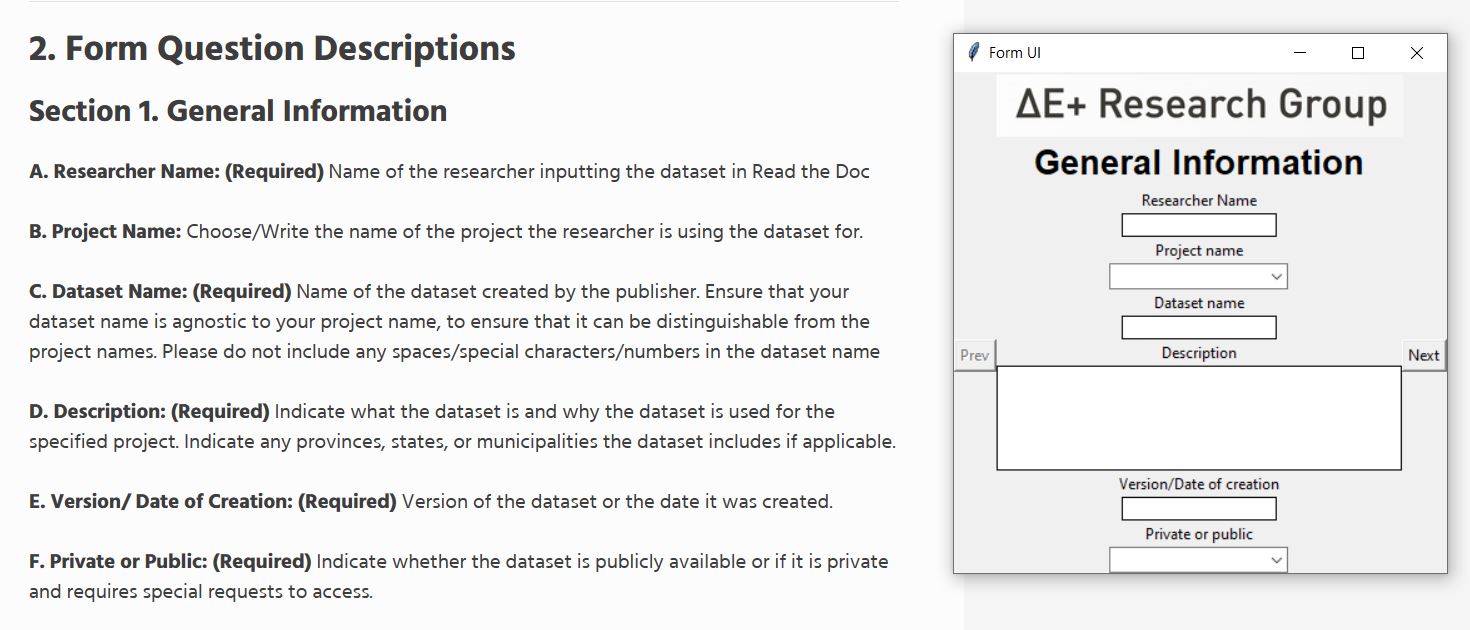 2. Form Question Descriptions
Section 1. General Information
A. Researcher Name: (Required) Name of the researcher inputting the dataset in Read the Doc
B. Project Name: Choose/Write the name of the project the researcher is using the dataset for.
C. Dataset Name: (Required) Name of the dataset created by the publisher. Ensure that your
dataset name is agnostic to your project name, to ensure that it can be distinguishable from the
project names. Please do not include any spaces/special characters/numbers in the dataset name
D. Description: (Required) Indicate what the dataset is and why the dataset is used for the
specified project. Indicate any provinces, states, or municipalities the dataset includes if applicable.
E. Version/ Date of Creation: (Required) Version of the dataset or the date it was created.
F. Private or Public: (Required) Indicate whether the dataset is publicly available or if it is private
and requires special requests to access.
Form UI
ΔE+ Research Group
General Information
Researcher Name
Project name
Dataset name
Description
Prev
Next
Version/Date of creation
Private or public